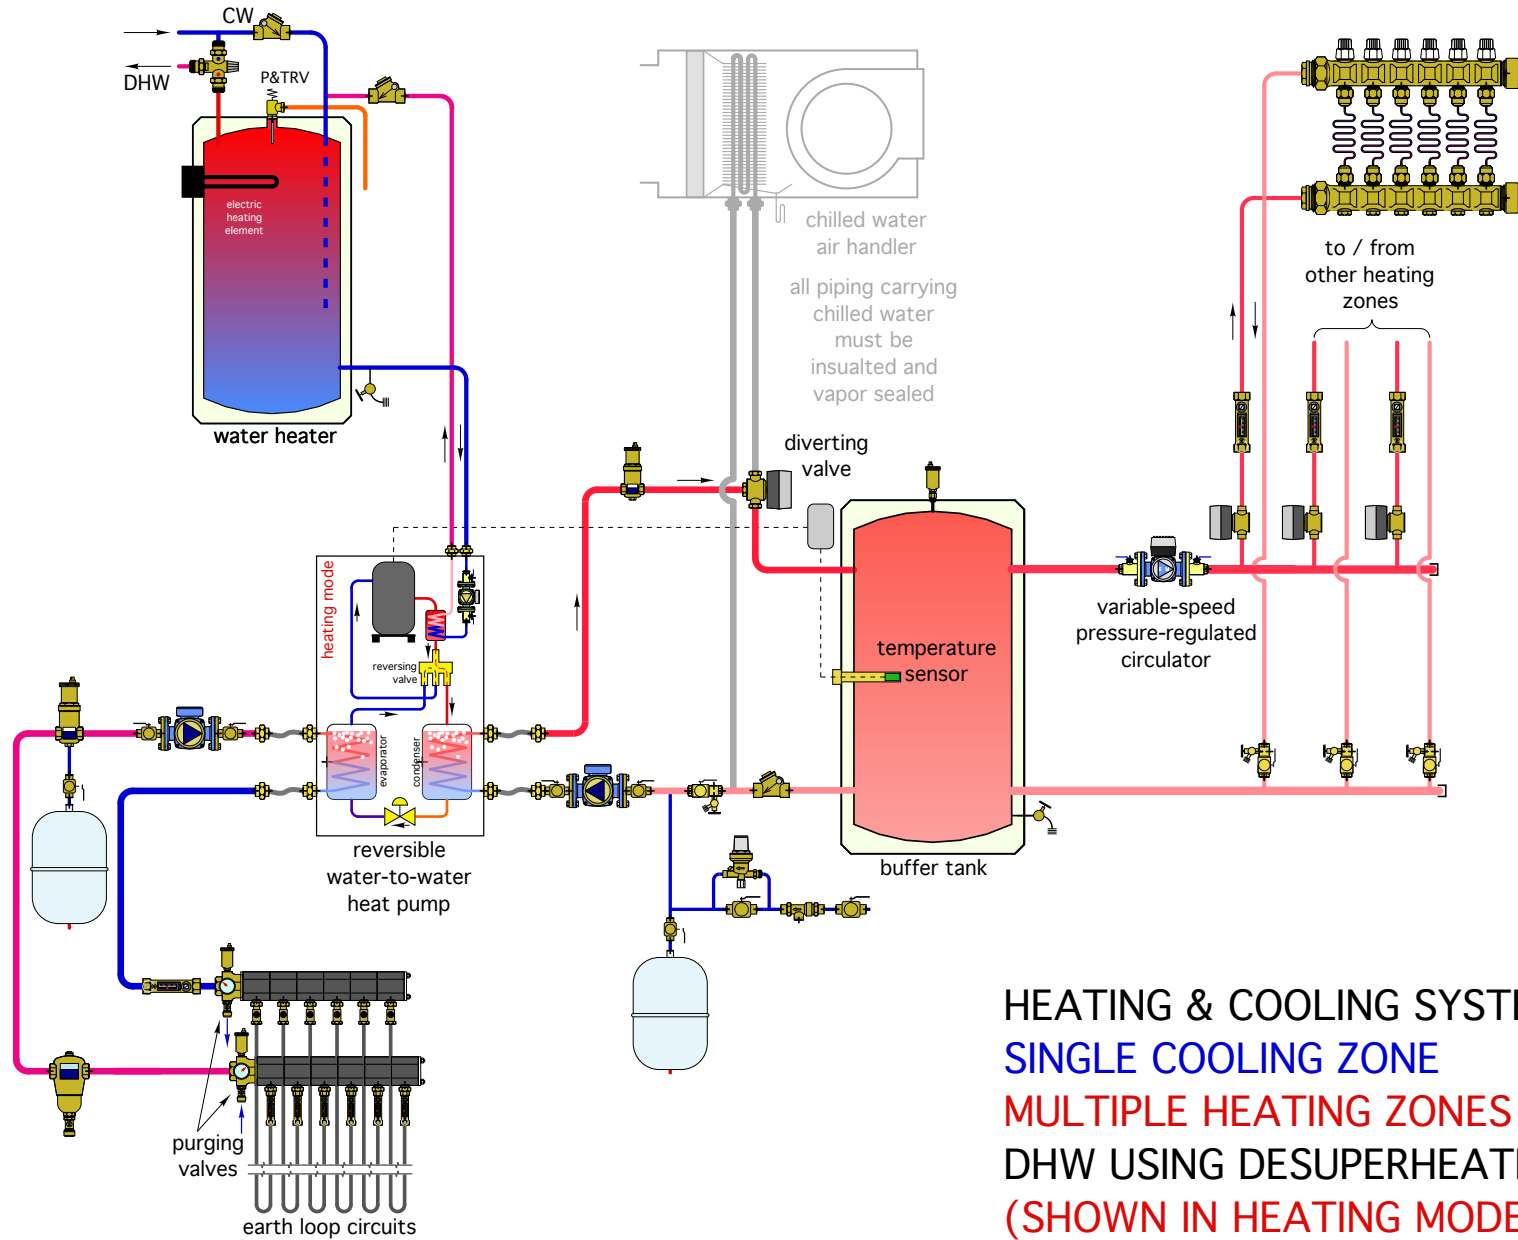 CW
DHW
P&TRV
electric
heating
element
water heater
chilled water
air handler
all piping carrying
chilled water
must be
insualted and
vapor sealed
diverting
valve
to / from
other heating
zones
heating mode
reversing
valve
evaporator
condenser
reversible
water-to-water
heat pump
temperature
sensor
buffer tank
variable-speed
pressure-regulated
circulator
purging
valves
earth loop circuits
HEATING & COOLING SYSTE
SINGLE COOLING ZONE
MULTIPLE HEATING ZONES
DHW USING DESUPERHEATE
(SHOWN IN HEATING MODE